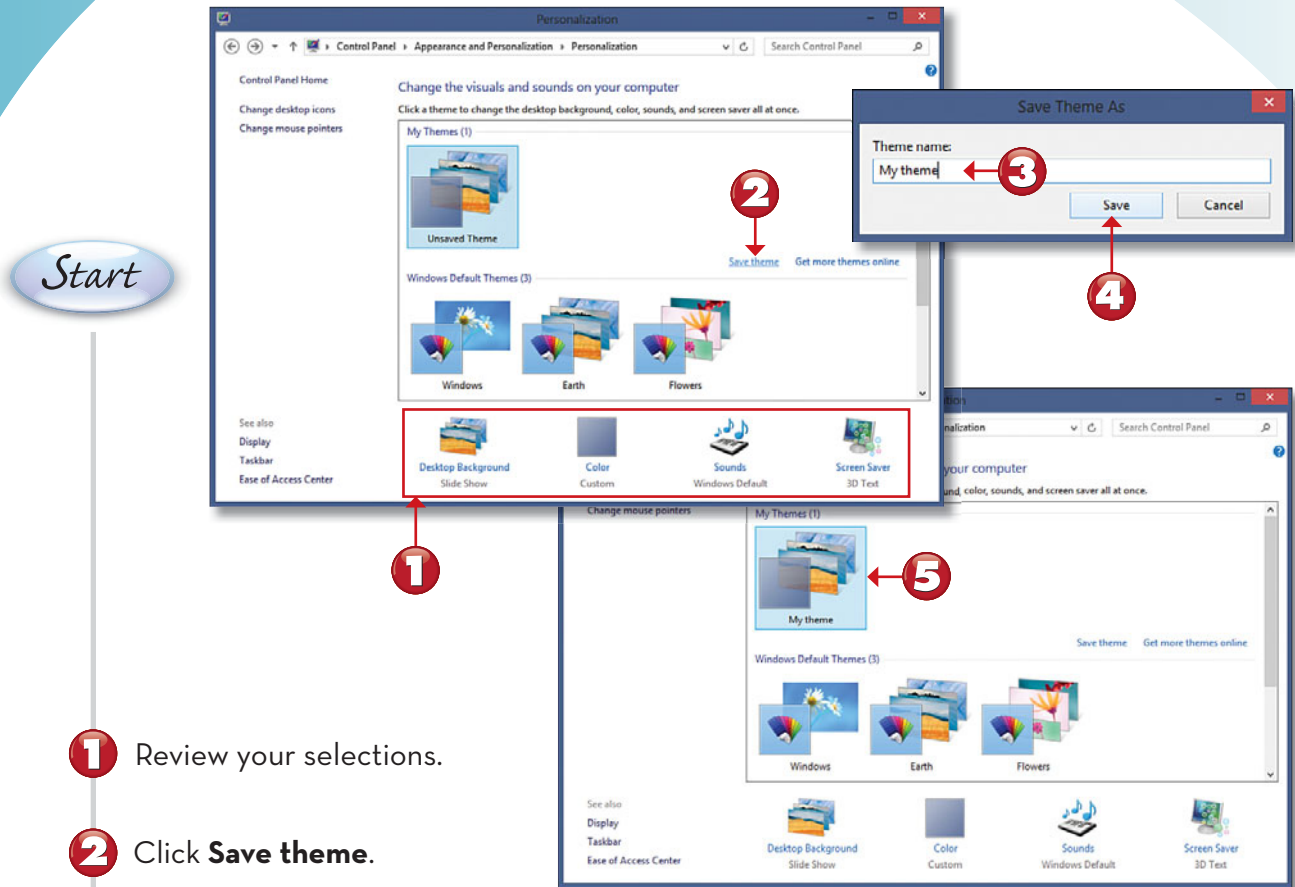 Personalization
Control Panel Appearance and Personalization Personalization
Search Control Panel
Control Panel Home
Change desktop icons
Change mouse pointers
Change the visuals and sounds on your computer
Click a theme to change the desktop background, color, sounds, and screen saver all at once.
My Themes (1)
Unsaved Theme
2
Save theme Get more themes online
Windows Default Themes (3)
Windows Earth Flowers
See also
Display
Taskbar
Ease of Access Center
Desktop Background Color Sounds Screen Saver
Slide Show Custom Windows Default 3D Text
1
Save Theme As
Theme name:
My theme
3
Save Cancel
4
Start
nalization
Search Control Panel
your computer
und, color, sounds, and screen saver all at once.
Change mouse pointers
My Themes (1)
My theme
5
Save theme Get more themes online
Windows Default Themes (3)
Windows Earth Flowers
See also
Display
Taskbar
Ease of Access Center
Desktop Background Color Sounds Screen Saver
Slide Show Custom Windows Default 3D Text
1 Review your selections.
2 Click Save theme.